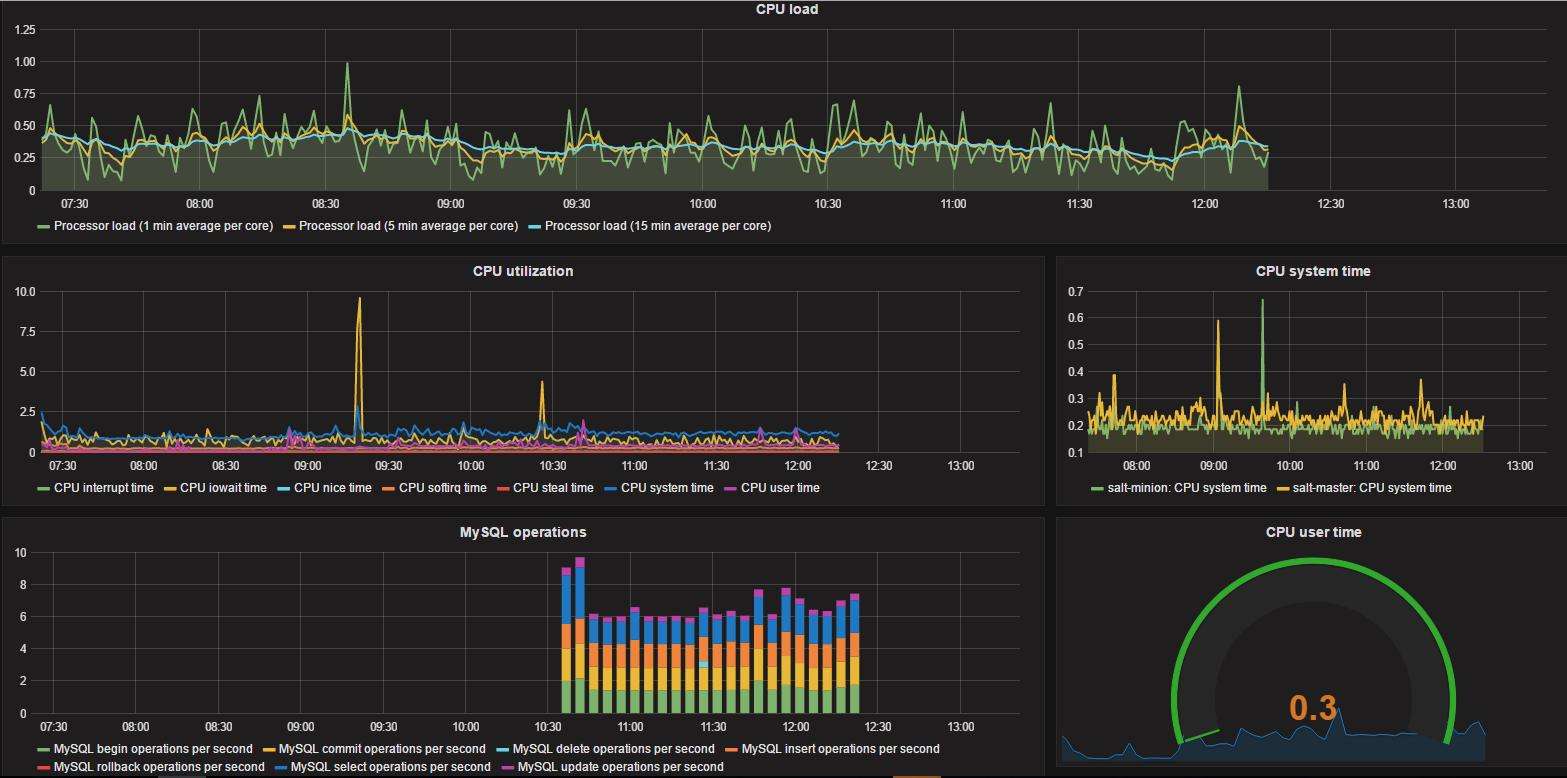 CPU load
1.25
1.00
0.75
0.50
0.25
0
07:30 08:00 08:30 09:00 09:30 10:00 10:30 11:00 11:30 12:00 12:30 13:00
Processor load (1 min average per core) Processor load (5 min average per core) Processor load (15 min average per core)
CPU utilization
10.0
7.5
5.0
2.5
0
07:30 08:00 08:30 09:00 09:30 10:00 10:30 11:00 11:30 12:00 12:30 13:00
CPU interrupt time CPU iowait time CPU nice time CPU softirq time CPU steal time CPU system time CPU user time
CPU system time
0.7
0.6
0.5
0.4
0.3
0.2
0.1
08:00 09:00 10:00 11:00 12:00 13:00
salt-minion: CPU system time salt-master: CPU system time
MySQL operations
10
8
6
4
2
0
07:30 08:00 08:30 09:00 09:30 10:00 10:30 11:00 11:30 12:00 12:30 13:00
MySQL begin operations per second MySQL commit operations per second MySQL delete operations per second MySQL insert operations per second
MySQL rollback operations per second MySQL select operations per second MySQL update operations per second
CPU user time
0.3